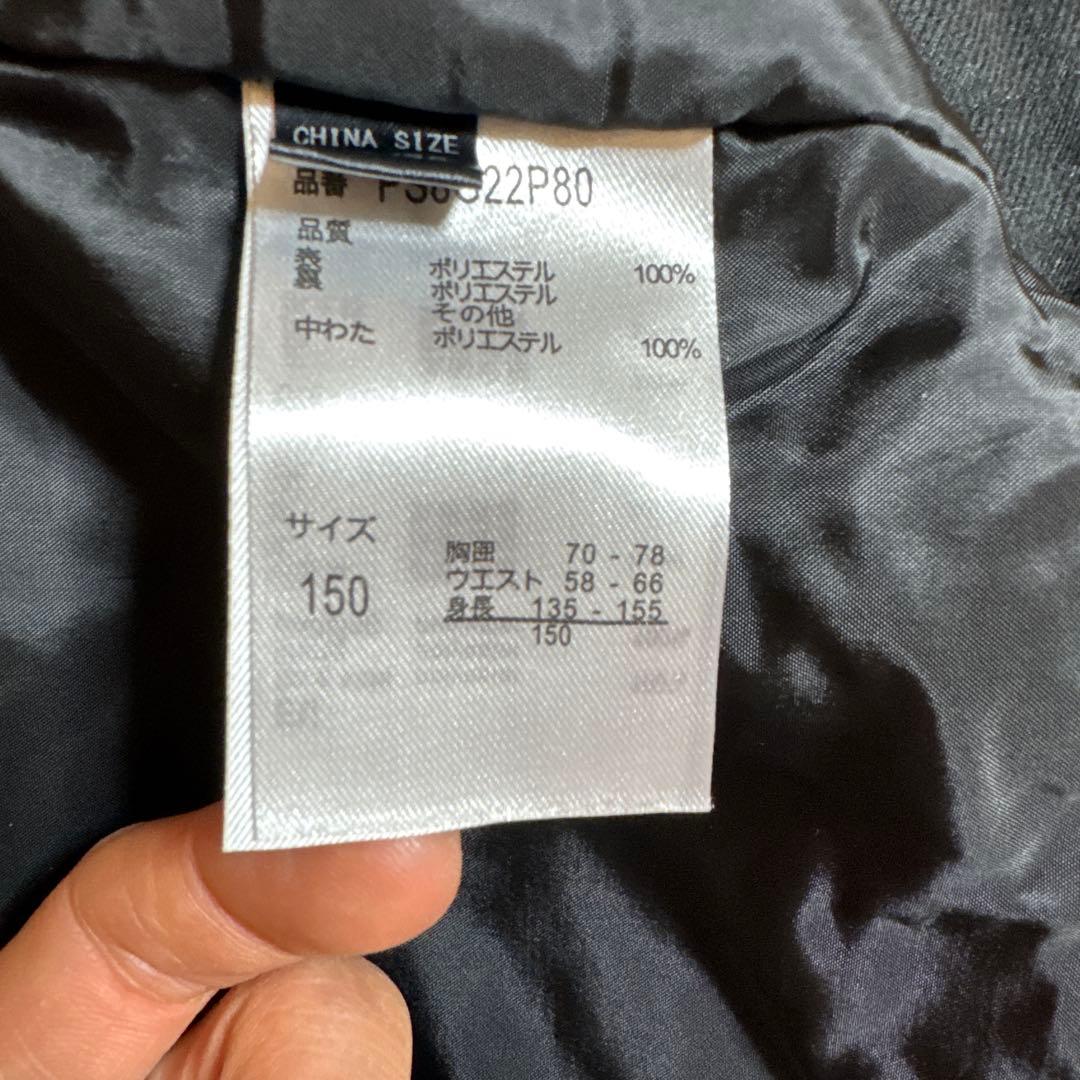 CHINA SIZE
品番 22P80
品質
表 ポリエステル 100%
裏 ポリエステル
その他
中わた ポリエステル 100%
サイズ
150
胸囲 70 - 78
ウエスト 58 - 66
身長 135 - 155
150